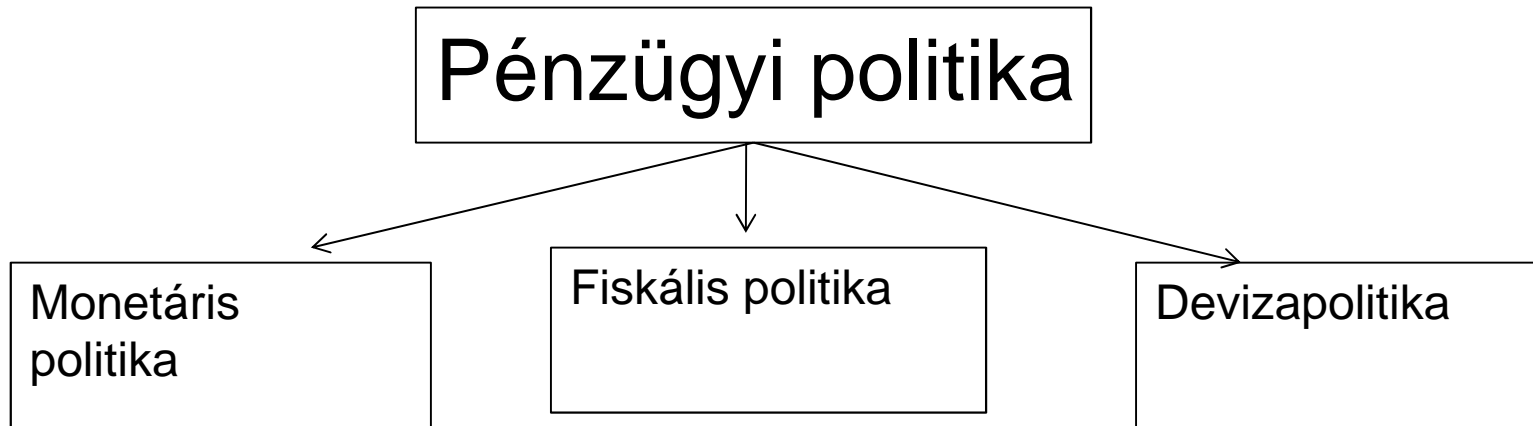 Pénzügyi politika
Monetáris
politika
Fiskális politika
Devizapolitika